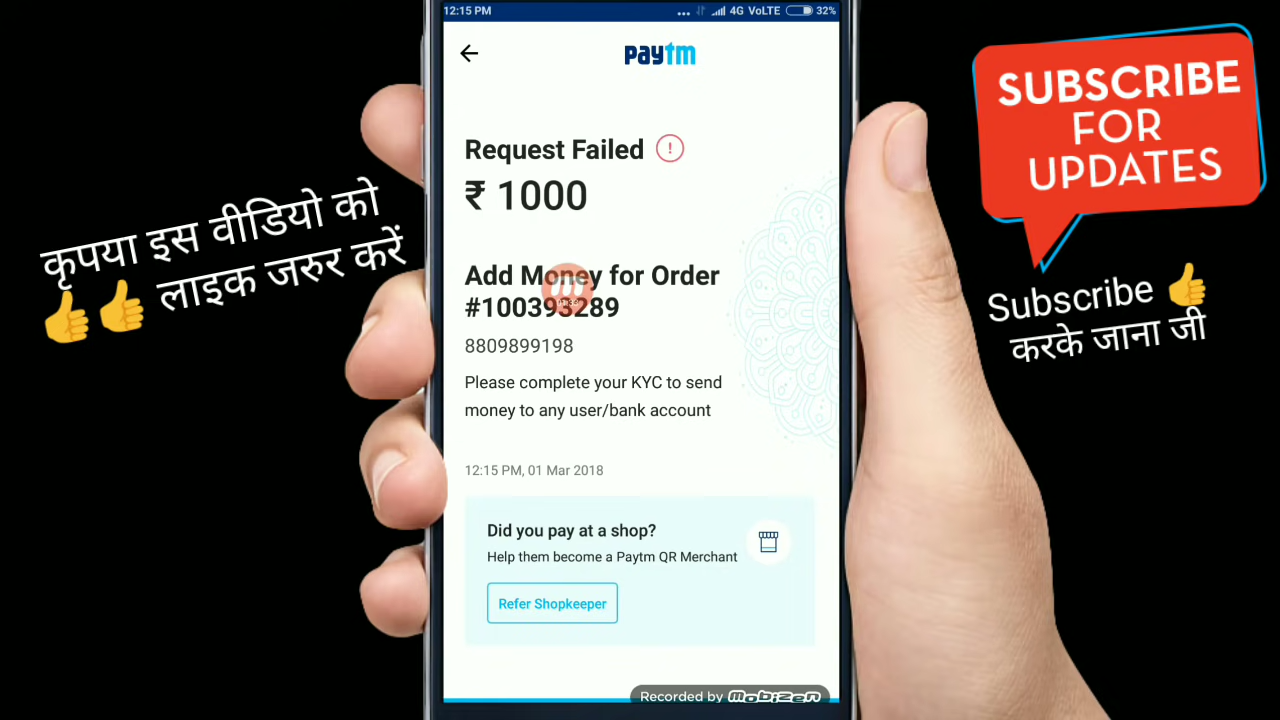 12:15 PM
4G VoLTE 32%
paytm
Request Failed
₹ 1000
Add Money for Order
#100393289
8809899198
Please complete your KYC to send
money to any user/bank account
12:15 PM, 01 Mar 2018
Did you pay at a shop?
Help them become a Paytm QR Merchant
Refer Shopkeeper
Recorded by mobizen
कृपया इस वीडियो को
👍👍 लाइक जरुर करें
SUBSCRIBE
FOR
UPDATES
Subscribe 👍
करके जाना जी